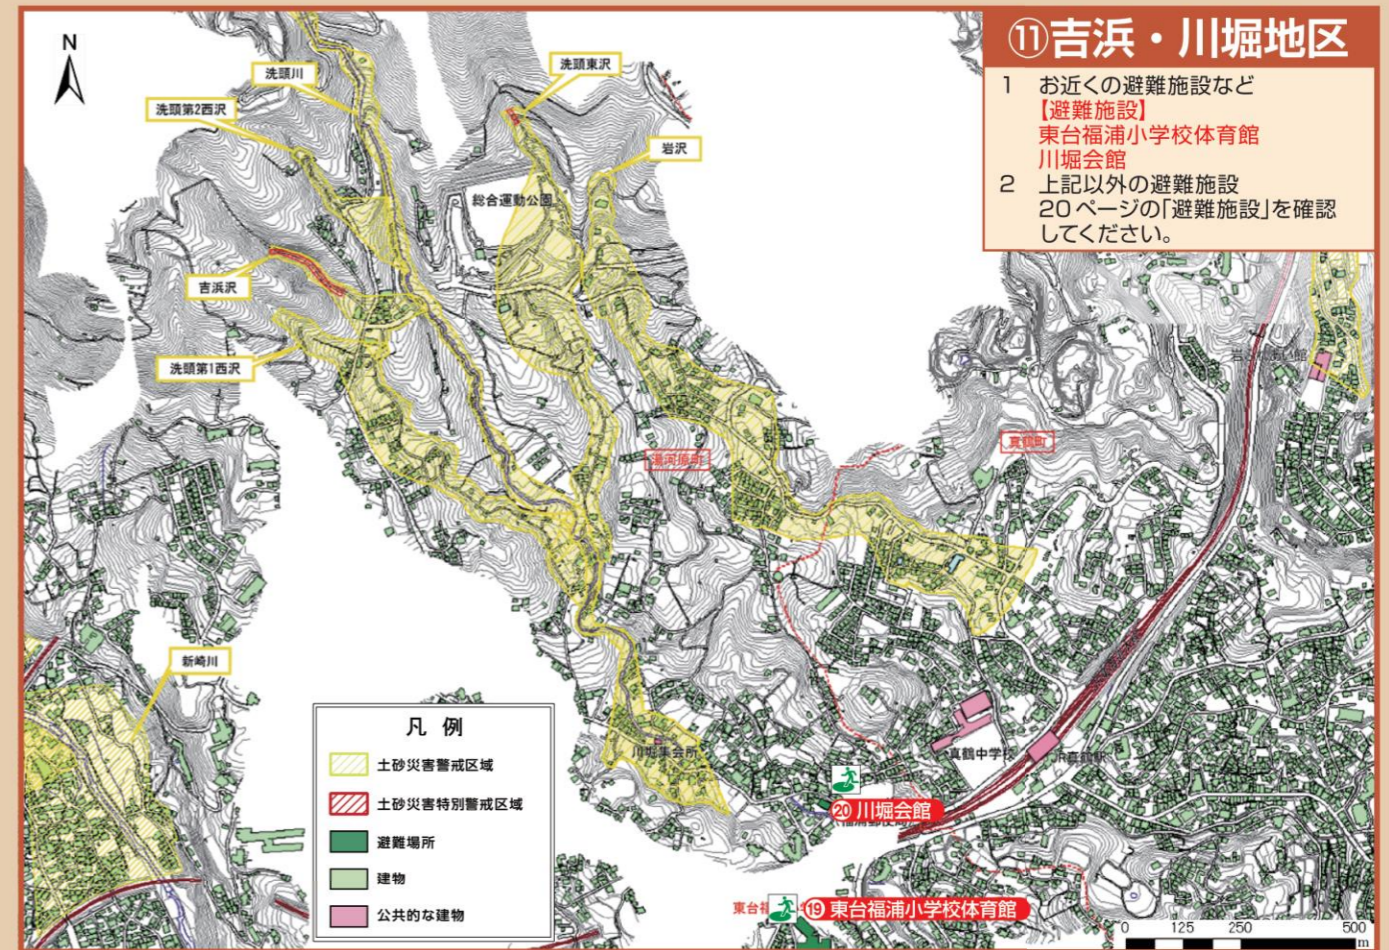 ⑪吉浜・川堀地区
1 お近くの避難施設など
【避難施設】
東台福浦小学校体育館
川堀会館
2 上記以外の避難施設
20ページの「避難施設」を確認
してください。
N
洗頭川
洗頭東沢
洗頭第2西沢
岩沢
総合運動公園
吉浜沢
洗頭第1西沢
湯河原町
真鶴町
新崎川
川堀集会所
真鶴中学校
JR真鶴駅
⑳川堀会館
⑲東台福浦小学校体育館
凡例
土砂災害警戒区域
土砂災害特別警戒区域
避難場所
建物
公共的な建物
0 125 250 500
m